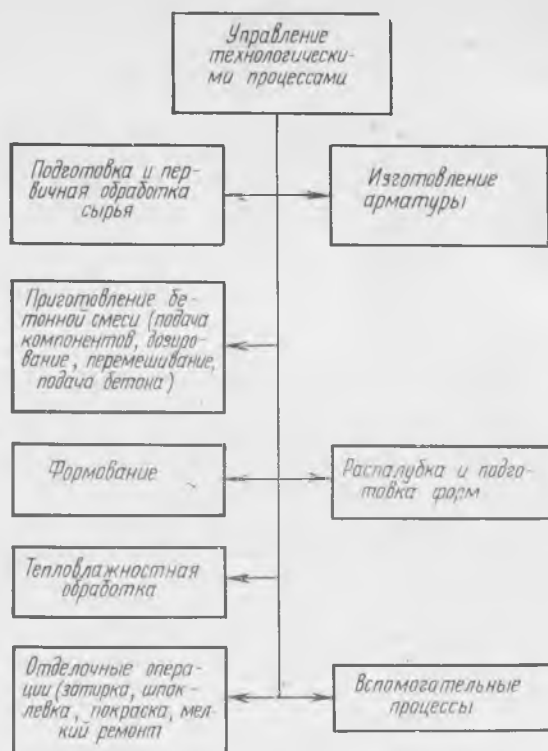 Управление
технологически-
ми процессами
Подготовка и пер-
вичная обработка
сырья
Изготовление
арматуры
Приготовление бе-
тонной смеси (подача
компонентов, дозиро-
вание, перемешивание,
подача бетона)
Формование
Распалубка и подго-
товка форм
Тепловлажностная
обработка
Отделочные опера-
ции (затирка, шпак-
левка, покраска, мел-
кий ремонт
Вспомогательные
процессы